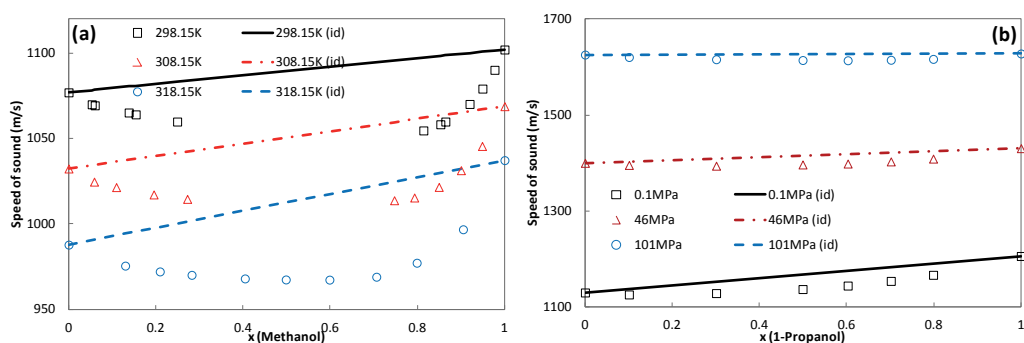 (a)
298.15K
298.15K (id)
308.15K
308.15K (id)
318.15K
318.15K (id)
Speed of sound (m/s)
1100
1050
1000
950
0
0.2
0.4
0.6
0.8
1
x (Methanol)
(b)
Speed of sound (m/s)
1700
1500
1300
1100
0.1MPa
0.1MPa (id)
46MPa
46MPa (id)
101MPa
101MPa (id)
0
0.2
0.4
0.6
0.8
1
x (1-Propanol)